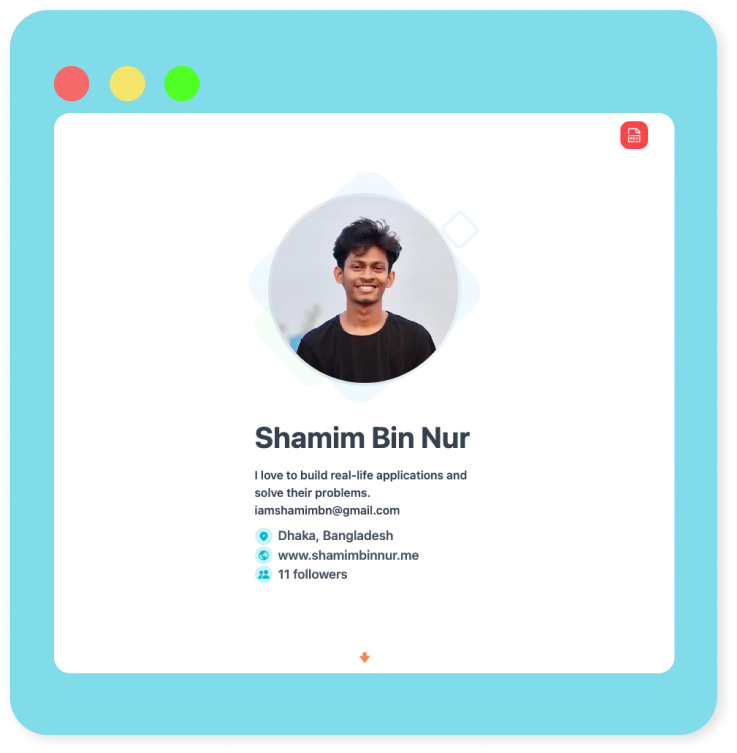 Shamim Bin Nur
I love to build real-life applications and
solve their problems.
iamshamimbn@gmail.com
Dhaka, Bangladesh
www.shamimbinnur.me
11 followers